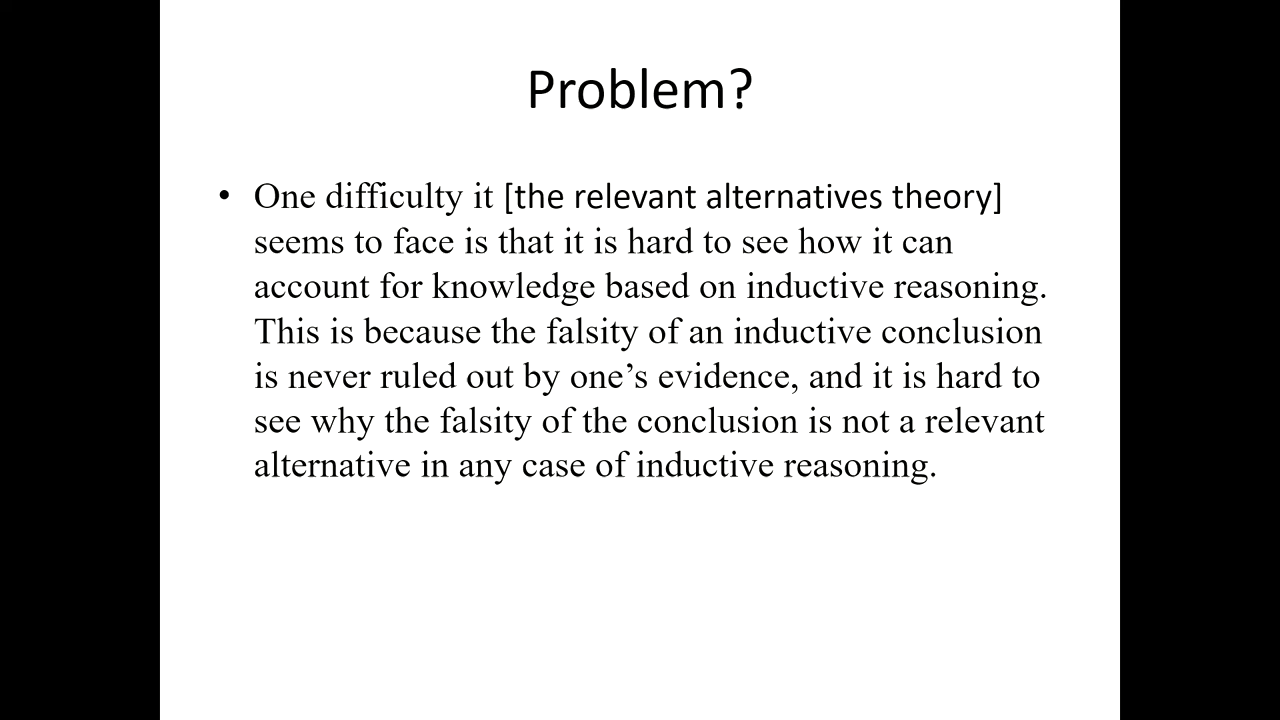 Problem?
• One difficulty it [the relevant alternatives theory]
seems to face is that it is hard to see how it can
account for knowledge based on inductive reasoning.
This is because the falsity of an inductive conclusion
is never ruled out by one’s evidence, and it is hard to
see why the falsity of the conclusion is not a relevant
alternative in any case of inductive reasoning.